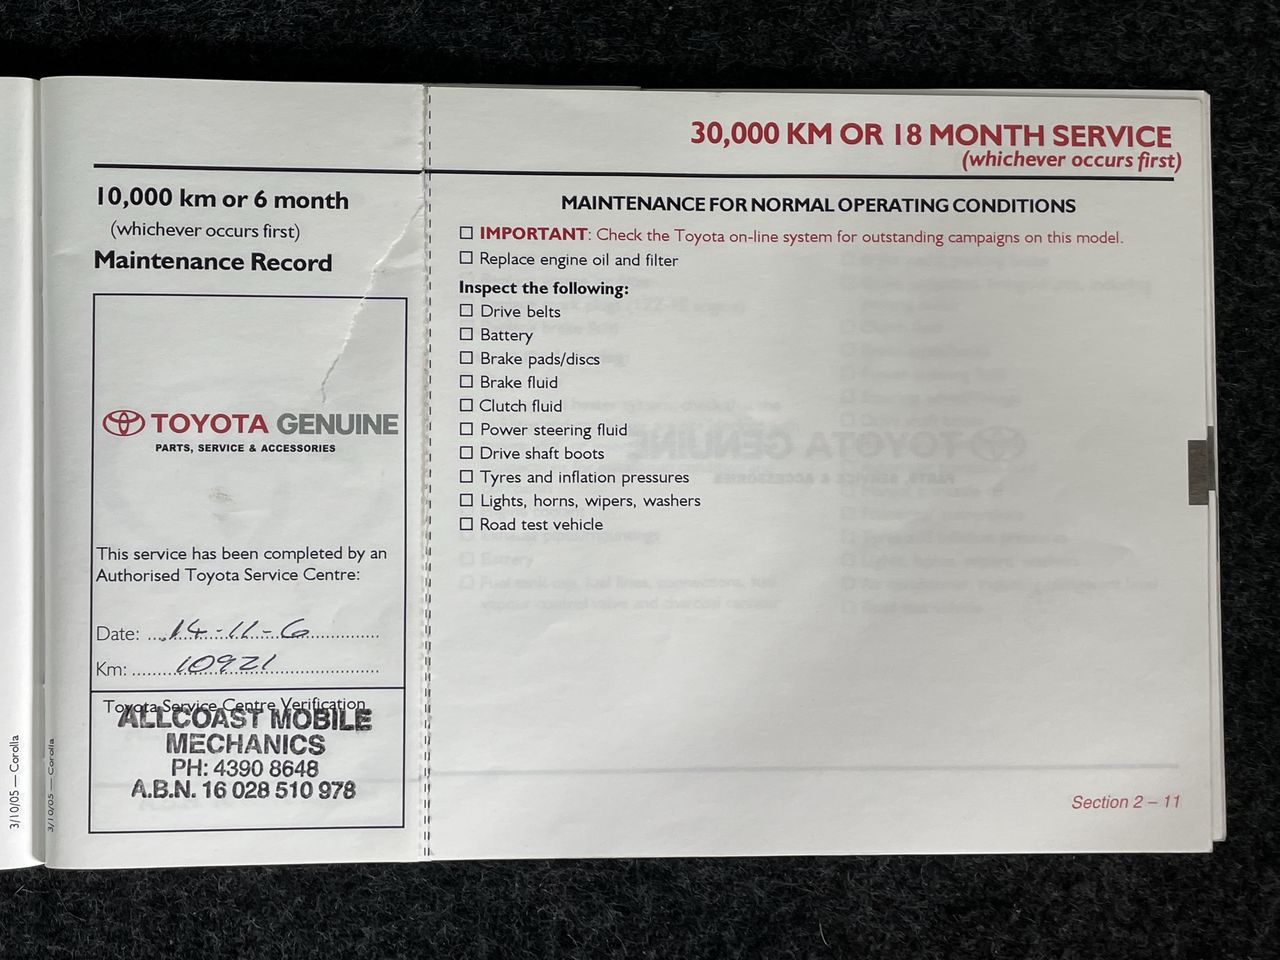 10,000 km or 6 month
(whichever occurs first)
Maintenance Record
TOYOTA GENUINE
PARTS, SERVICE & ACCESSORIES
This service has been completed by an
Authorised Toyota Service Centre:
Date: ...14-11-6...
Km: ...10921...
Toyota Service Centre Verification
ALLCOAST MOBILE
MECHANICS
PH: 4390 8648
A.B.N. 16 028 510 978
3/10/05 — Corolla
3/10/05 — Corolla
30,000 KM OR 18 MONTH SERVICE
(whichever occurs first)
MAINTENANCE FOR NORMAL OPERATING CONDITIONS
☐ IMPORTANT: Check the Toyota on-line system for outstanding campaigns on this model.
☐ Replace engine oil and filter
Inspect the following:
☐ Drive belts
☐ Battery
☐ Brake pads/discs
☐ Brake fluid
☐ Clutch fluid
☐ Power steering fluid
☐ Drive shaft boots
☐ Tyres and inflation pressures
☐ Lights, horns, wipers, washers
☐ Road test vehicle
Section 2 – 11